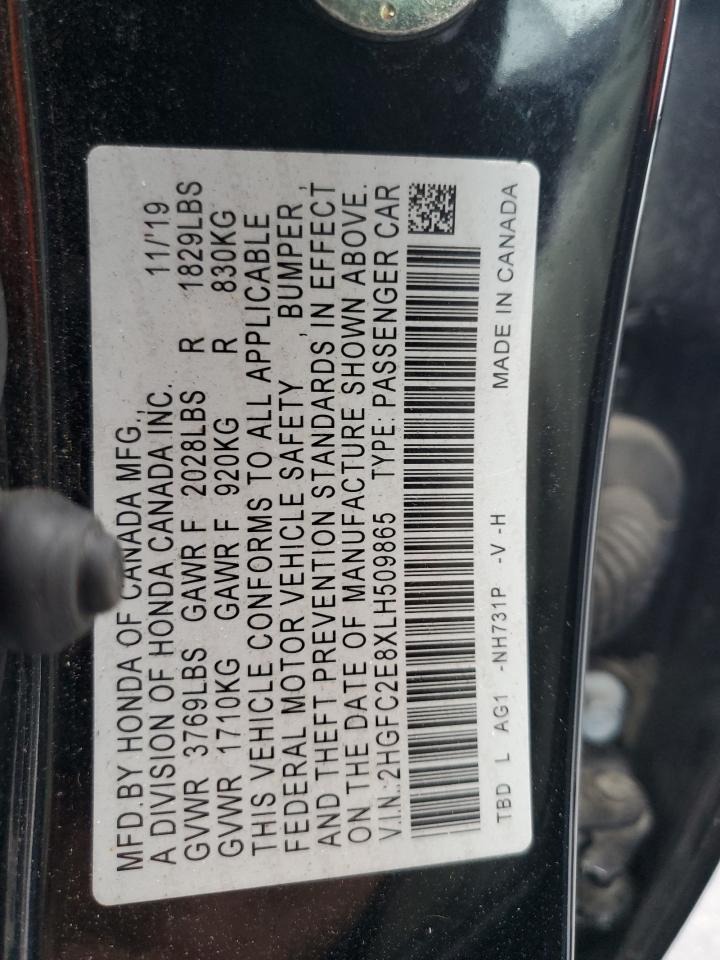 MFD.BY HONDA OF CANADA MFG., 11/'19
A DIVISION OF HONDA CANADA INC.
GVWR 3769LBS GAWR F 2028LBS R 1829LBS
GVWR 1710KG GAWR F 920KG R 830KG
THIS VEHICLE CONFORMS TO ALL APPLICABLE
FEDERAL MOTOR VEHICLE SAFETY , BUMPER ,
AND THEFT PREVENTION STANDARDS IN EFFECT
ON THE DATE OF MANUFACTURE SHOWN ABOVE.
V.I.N.:2HGFC2E8XLH509865 TYPE: PASSENGER CAR
TBD L AG1 -NH731P -V -H MADE IN CANADA